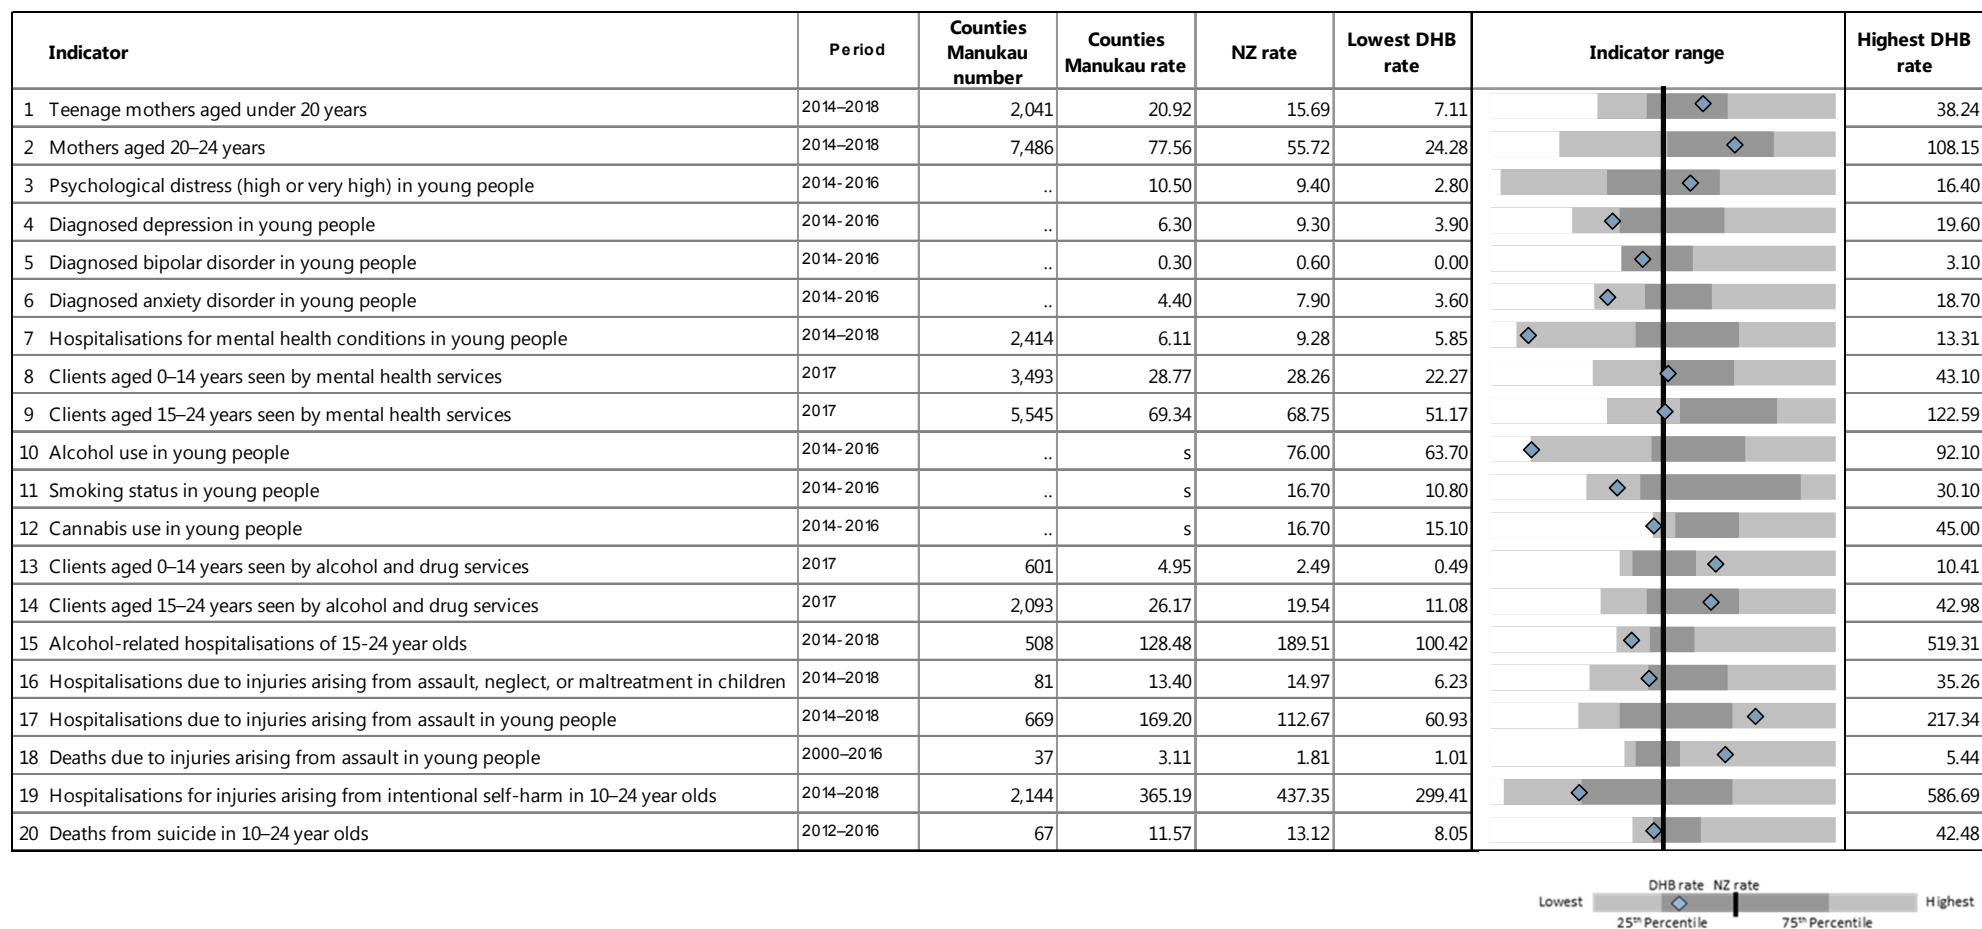 Indicator Period Counties Manukau number Counties Manukau rate NZ rate Lowest DHB rate Indicator range Highest DHB rate
1 Teenage mothers aged under 20 years 2014–2018 2,041 20.92 15.69 7.11 38.24
2 Mothers aged 20–24 years 2014–2018 7,486 77.56 55.72 24.28 108.15
3 Psychological distress (high or very high) in young people 2014-2016 .. 10.50 9.40 2.80 16.40
4 Diagnosed depression in young people 2014-2016 .. 6.30 9.30 3.90 19.60
5 Diagnosed bipolar disorder in young people 2014-2016 .. 0.30 0.60 0.00 3.10
6 Diagnosed anxiety disorder in young people 2014-2016 .. 4.40 7.90 3.60 18.70
7 Hospitalisations for mental health conditions in young people 2014–2018 2,414 6.11 9.28 5.85 13.31
8 Clients aged 0–14 years seen by mental health services 2017 3,493 28.77 28.26 22.27 43.10
9 Clients aged 15–24 years seen by mental health services 2017 5,545 69.34 68.75 51.17 122.59
10 Alcohol use in young people 2014-2016 .. s 76.00 63.70 92.10
11 Smoking status in young people 2014-2016 .. s 16.70 10.80 30.10
12 Cannabis use in young people 2014-2016 .. s 16.70 15.10 45.00
13 Clients aged 0–14 years seen by alcohol and drug services 2017 601 4.95 2.49 0.49 10.41
14 Clients aged 15–24 years seen by alcohol and drug services 2017 2,093 26.17 19.54 11.08 42.98
15 Alcohol-related hospitalisations of 15-24 year olds 2014-2018 508 128.48 189.51 100.42 519.31
16 Hospitalisations due to injuries arising from assault, neglect, or maltreatment in children 2014–2018 81 13.40 14.97 6.23 35.26
17 Hospitalisations due to injuries arising from assault in young people 2014–2018 669 169.20 112.67 60.93 217.34
18 Deaths due to injuries arising from assault in young people 2000–2016 37 3.11 1.81 1.01 5.44
19 Hospitalisations for injuries arising from intentional self-harm in 10–24 year olds 2014–2018 2,144 365.19 437.35 299.41 586.69
20 Deaths from suicide in 10–24 year olds 2012–2016 67 11.57 13.12 8.05 42.48
DHB rate NZ rate
Lowest Highest
25th Percentile 75th Percentile